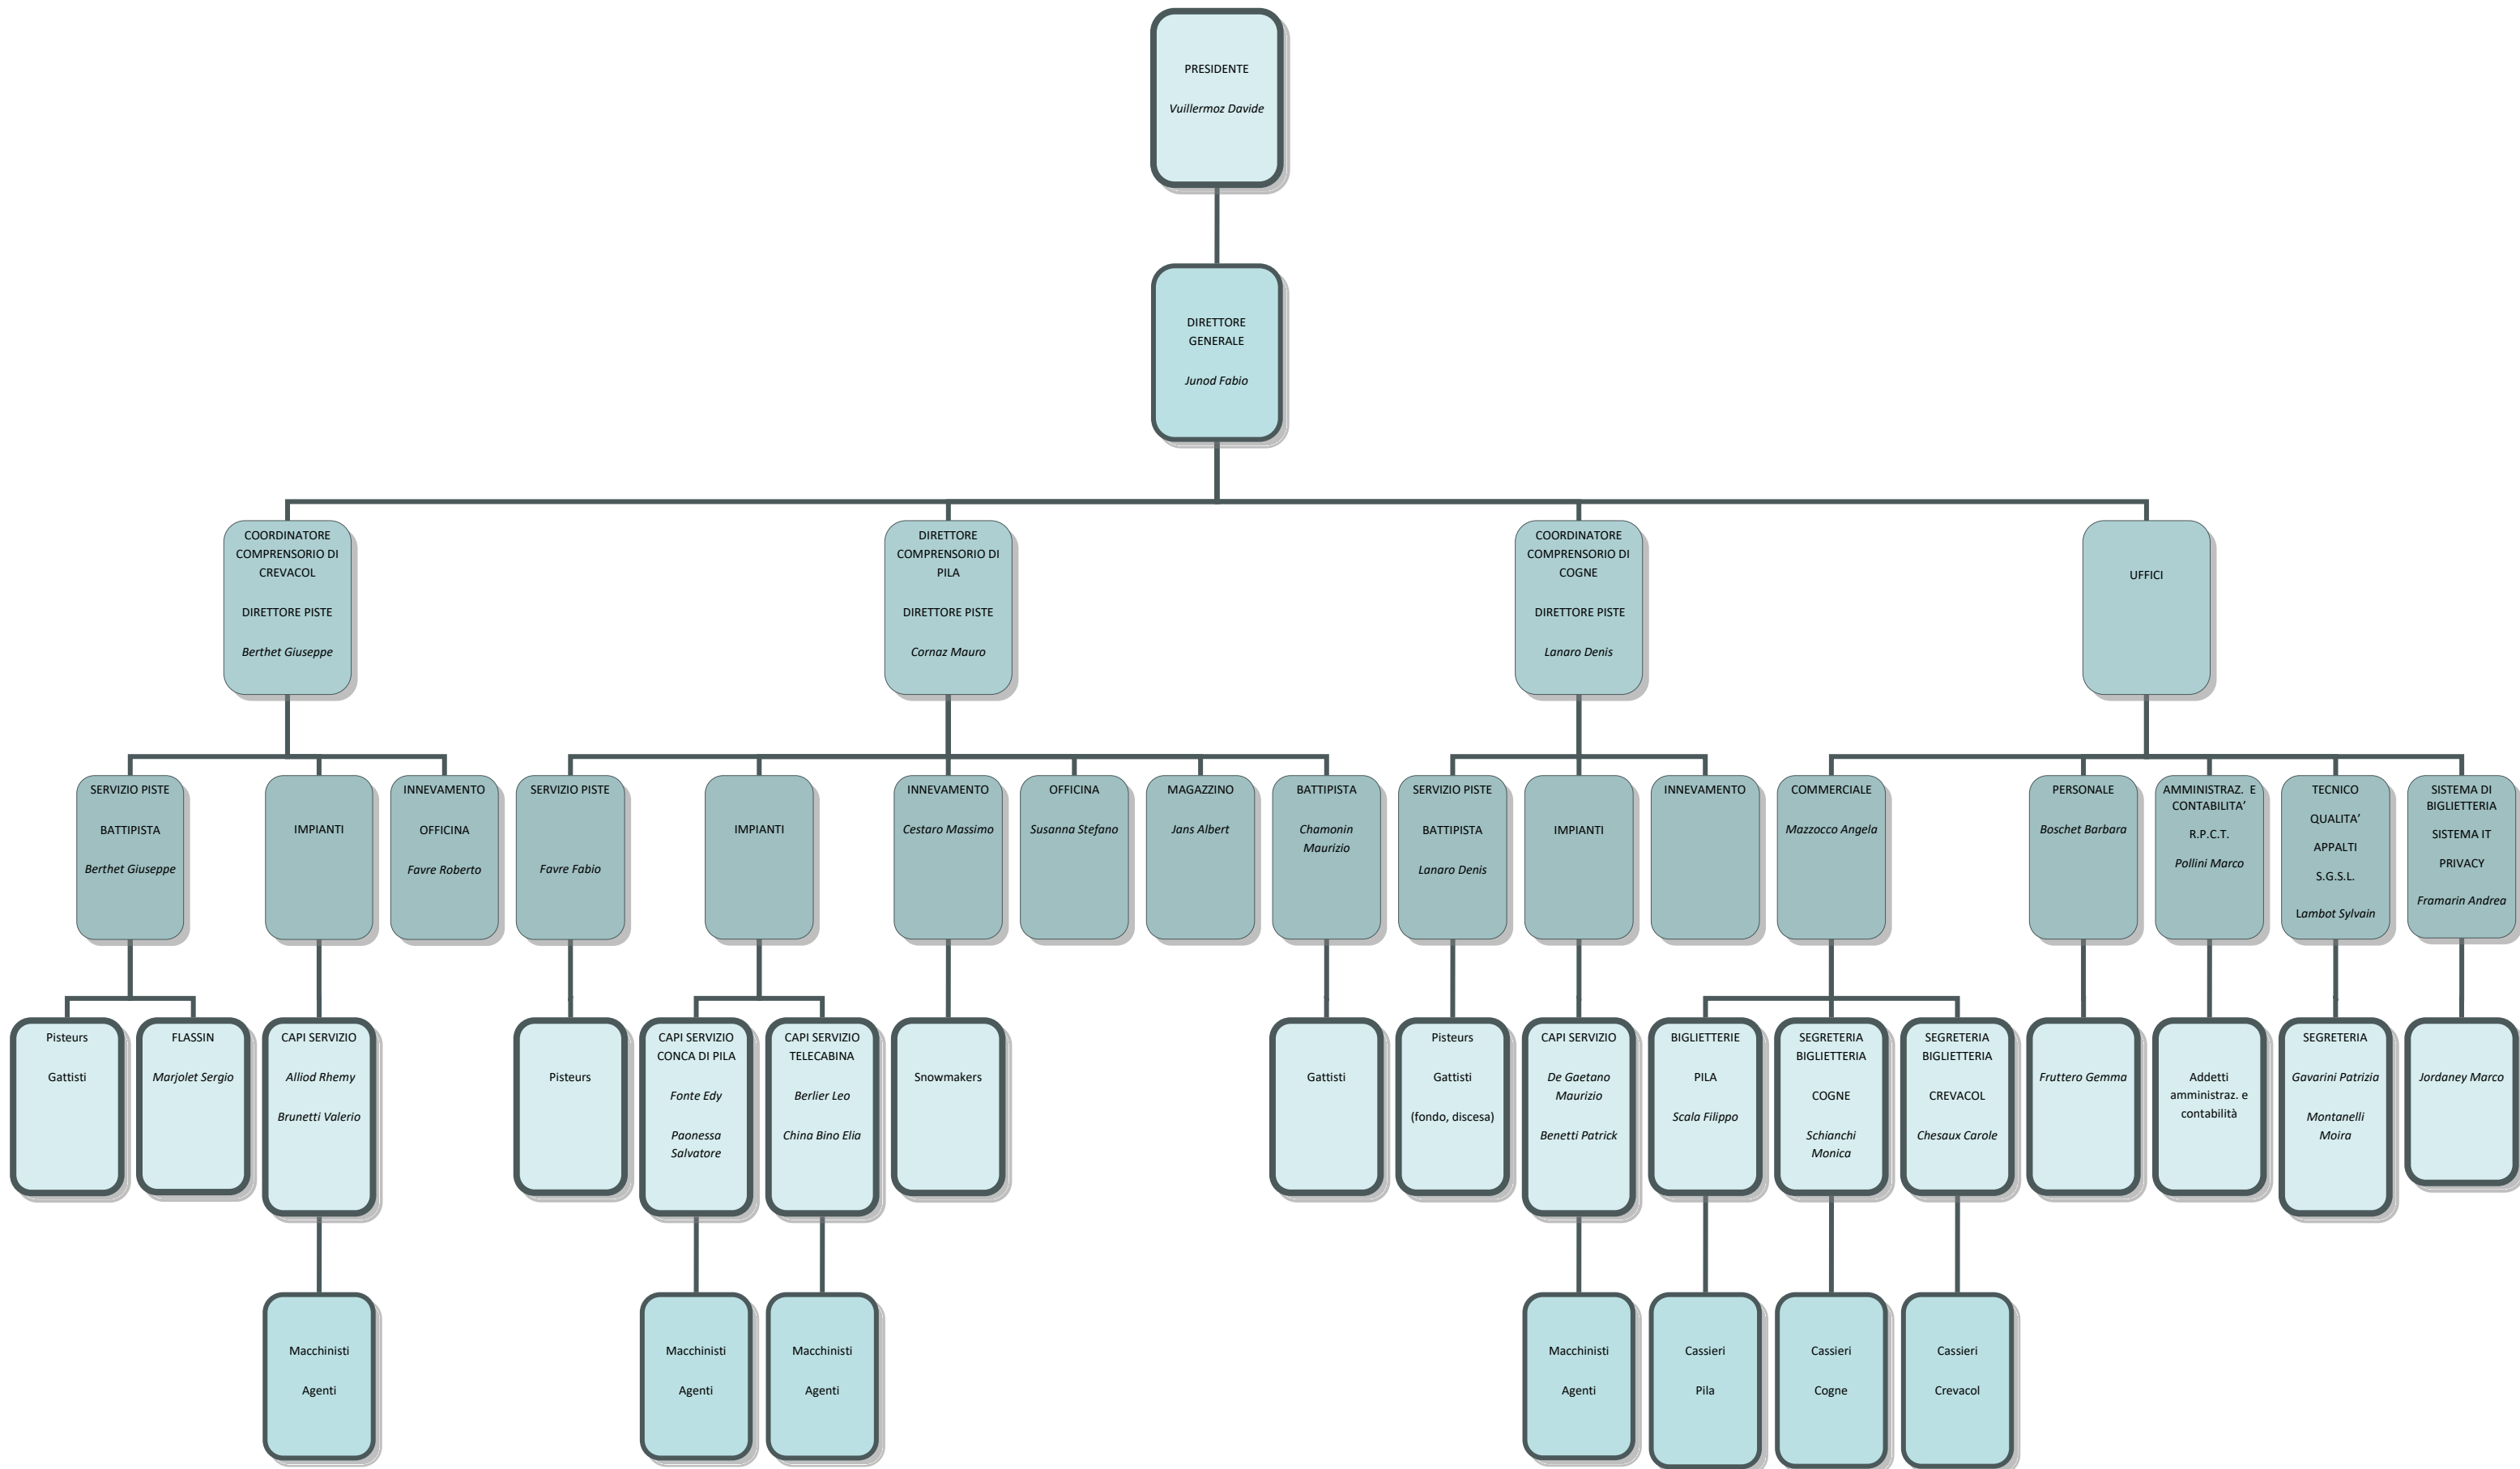 PRESIDENTE
Vuillermoz Davide
DIRETTORE
GENERALE
Junod Fabio
COORDINATORE
COMPRENSORIO DI
CREVACOL
DIRETTORE PISTE
Berthet Giuseppe
DIRETTORE
COMPRENSORIO DI
PILA
DIRETTORE PISTE
Cornaz Mauro
COORDINATORE
COMPRENSORIO DI
COGNE
DIRETTORE PISTE
Lanaro Denis
UFFICI
SERVIZIO PISTE
BATTIPISTA
Berthet Giuseppe
IMPIANTI
INNEVAMENTO
OFFICINA
Favre Roberto
SERVIZIO PISTE
Favre Fabio
IMPIANTI
INNEVAMENTO
Cestaro Massimo
OFFICINA
Susanna Stefano
MAGAZZINO
Jans Albert
BATTIPISTA
Chamonin
Maurizio
SERVIZIO PISTE
BATTIPISTA
Lanaro Denis
IMPIANTI
INNEVAMENTO
COMMERCIALE
Mazzocco Angela
PERSONALE
Boschet Barbara
AMMINISTRAZ. E
CONTABILITA’
R.P.C.T.
Pollini Marco
TECNICO
QUALITA’
APPALTI
S.G.S.L.
Lambot Sylvain
SISTEMA DI
BIGLIETTERIA
SISTEMA IT
PRIVACY
Framarin Andrea
Pisteurs
Gattisti
FLASSIN
Marjolet Sergio
CAPI SERVIZIO
Alliod Rhemy
Brunetti Valerio
Pisteurs
CAPI SERVIZIO
CONCA DI PILA
Fonte Edy
Paonessa
Salvatore
CAPI SERVIZIO
TELECABINA
Berlier Leo
China Bino Elia
Snowmakers
Gattisti
Pisteurs
Gattisti
(fondo, discesa)
CAPI SERVIZIO
De Gaetano
Maurizio
Benetti Patrick
BIGLIETTERIE
PILA
Scala Filippo
SEGRETERIA
BIGLIETTERIA
COGNE
Schianchi
Monica
SEGRETERIA
BIGLIETTERIA
CREVACOL
Chesaux Carole
Fruttero Gemma
Addetti
amministraz. e
contabilità
SEGRETERIA
Gavarini Patrizia
Montanelli
Moira
Jordaney Marco
Macchinisti
Agenti
Macchinisti
Agenti
Macchinisti
Agenti
Macchinisti
Agenti
Cassieri
Pila
Cassieri
Cogne
Cassieri
Crevacol